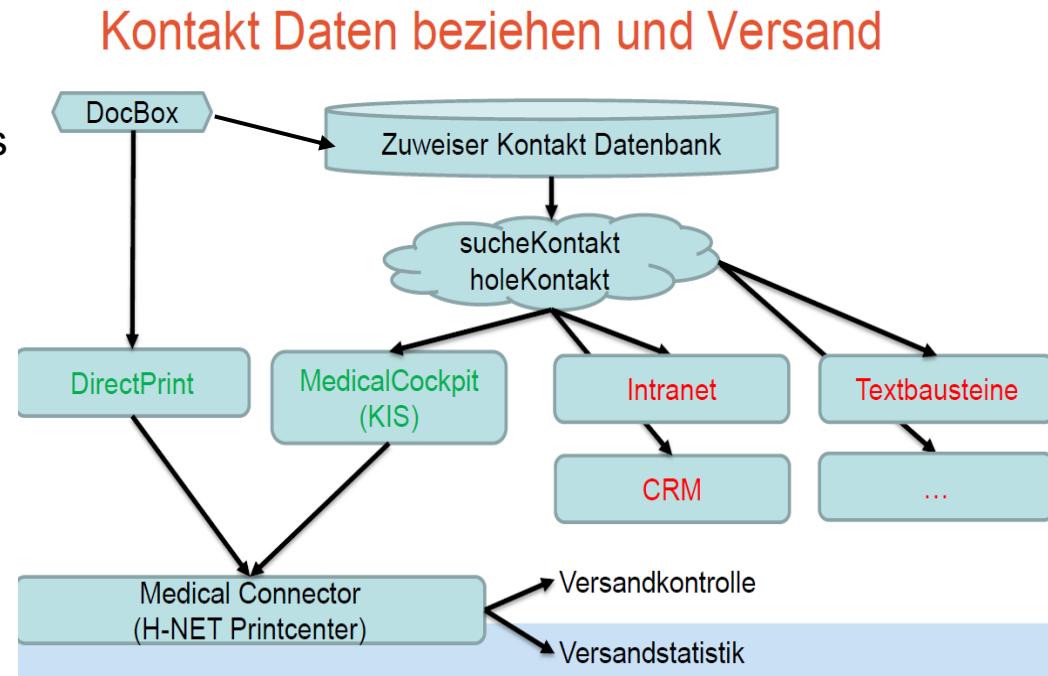 Kontakt Daten beziehen und Versand
DocBox
s
Zuweiser Kontakt Datenbank
sucheKontakt
holeKontakt
DirectPrint
MedicalCockpit
(KIS)
Intranet
Textbausteine
CRM
...
Medical Connector
(H-NET Printcenter)
Versandkontrolle
Versandstatistik